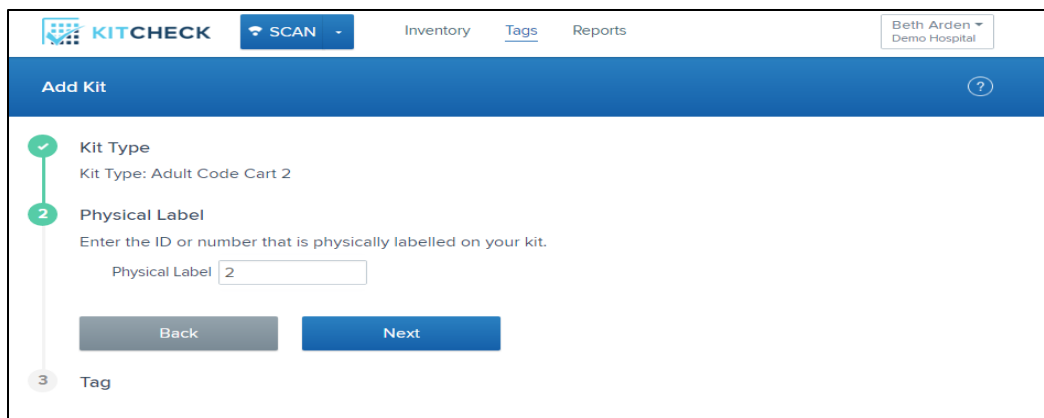 KITCHECK SCAN Inventory Tags Reports Beth Arden
Demo Hospital
Add Kit ?
Kit Type
Kit Type: Adult Code Cart 2
2 Physical Label
Enter the ID or number that is physically labelled on your kit.
Physical Label 2
Back Next
3 Tag